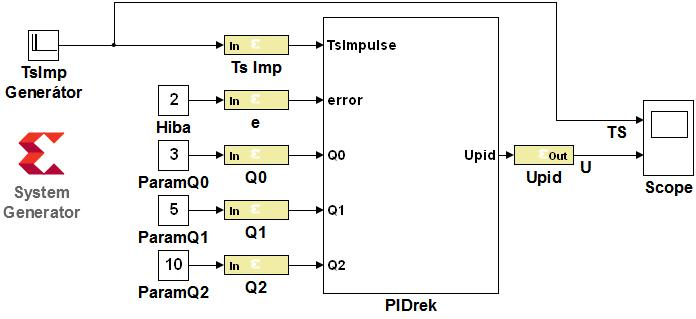 TsImp
Generátor
In
Ts Imp
TsImpulse
2
Hiba
In
e
error
3
ParamQ0
In
Q0
Q0
Upid
Out
Upid
U
TS
Scope
System
Generator
5
ParamQ1
In
Q1
Q1
10
ParamQ2
In
Q2
Q2
PIDrek